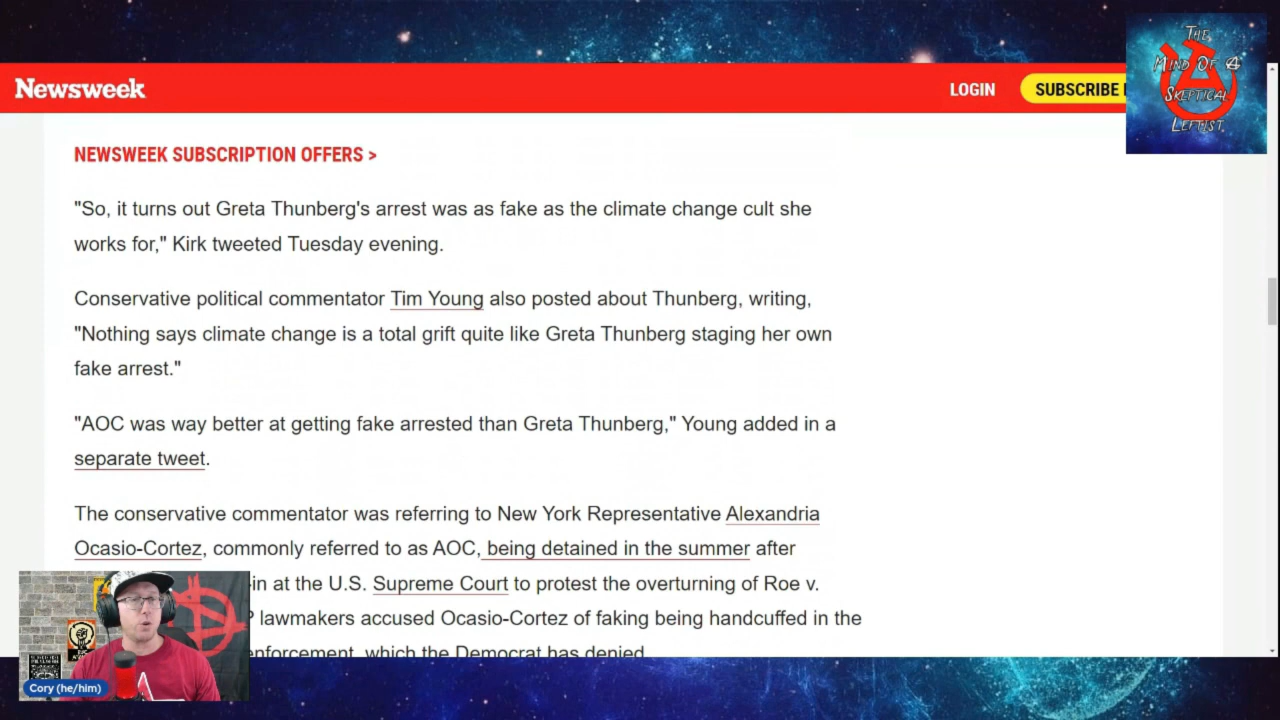 THE
MIND OF A
SKEPTICAL
LEFTIST
Newsweek
LOGIN
SUBSCRIBE
NEWSWEEK SUBSCRIPTION OFFERS >
"So, it turns out Greta Thunberg's arrest was as fake as the climate change cult she
works for," Kirk tweeted Tuesday evening.
Conservative political commentator Tim Young also posted about Thunberg, writing,
"Nothing says climate change is a total grift quite like Greta Thunberg staging her own
fake arrest."
"AOC was way better at getting fake arrested than Greta Thunberg," Young added in a
separate tweet.
The conservative commentator was referring to New York Representative Alexandria
Ocasio-Cortez, commonly referred to as AOC, being detained in the summer after
in at the U.S. Supreme Court to protest the overturning of Roe v.
P lawmakers accused Ocasio-Cortez of faking being handcuffed in the
enforcement, which the Democrat has denied.
Cory (he/him)